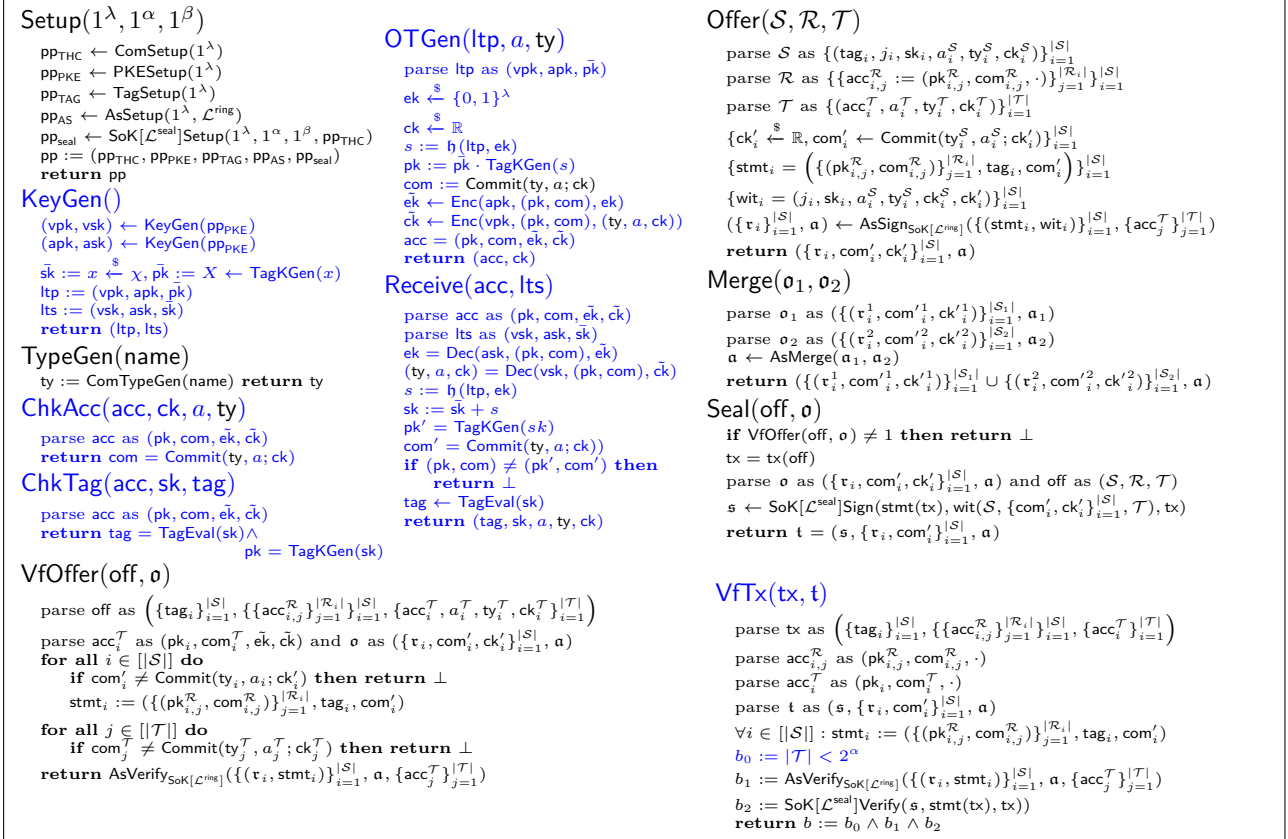 Setup(1^λ, 1^α, 1^β)
pp_THC ← ComSetup(1^λ)
pp_PKE ← PKESetup(1^λ)
pp_TAG ← TagSetup(1^λ)
pp_AS ← AsSetup(1^λ, ℒ^ring)
pp_seal ← SoK[ℒ^seal]Setup(1^λ, 1^α, 1^β, pp_THC)
pp := (pp_THC, pp_PKE, pp_TAG, pp_AS, pp_seal)
return pp
KeyGen()
(vpk, vsk) ← KeyGen(pp_PKE)
(apk, ask) ← KeyGen(pp_PKE)
s̄k := x ←$ χ, p̄k := X ← TagKGen(x)
ltp := (vpk, apk, p̄k)
lts := (vsk, ask, s̄k)
return (ltp, lts)
TypeGen(name)
ty := ComTypeGen(name) return ty
ChkAcc(acc, ck, a, ty)
parse acc as (pk, com, ẽk, c̃k)
return com = Commit(ty, a; ck)
ChkTag(acc, sk, tag)
parse acc as (pk, com, ẽk, c̃k)
return tag = TagEval(sk)∧
pk = TagKGen(sk)
OTGen(ltp, a, ty)
parse ltp as (vpk, apk, p̄k)
ek ←$ {0, 1}^λ
ck ←$ ℝ
s := 𝔥(ltp, ek)
pk := p̄k · TagKGen(s)
com := Commit(ty, a; ck)
ẽk ← Enc(apk, (pk, com), ek)
c̃k ← Enc(vpk, (pk, com), (ty, a, ck))
acc = (pk, com, ẽk, c̃k)
return (acc, ck)
Receive(acc, lts)
parse acc as (pk, com, ẽk, c̃k)
parse lts as (vsk, ask, s̄k)
ek = Dec(ask, (pk, com), ẽk)
(ty, a, ck) = Dec(vsk, (pk, com), c̃k)
s := 𝔥(ltp, ek)
sk := s̄k + s
pk′ = TagKGen(sk)
com′ = Commit(ty, a; ck))
if (pk, com) ≠ (pk′, com′) then
return ⊥
tag ← TagEval(sk)
return (tag, sk, a, ty, ck)
Offer(𝒮, ℛ, 𝒯)
parse 𝒮 as {(tag_i, j_i, sk_i, a_i^𝒮, ty_i^𝒮, ck_i^𝒮)}_{i=1}^{|𝒮|}
parse ℛ as {{acc_{i,j}^ℛ := (pk_{i,j}^ℛ, com_{i,j}^ℛ, ·)}_{j=1}^{|ℛ_i|}}_{i=1}^{|𝒮|}
parse 𝒯 as {(acc_i^𝒯, a_i^𝒯, ty_i^𝒯, ck_i^𝒯)}_{i=1}^{|𝒯|}
{ck′_i ←$ ℝ, com′_i ← Commit(ty_i^𝒮, a_i^𝒮; ck′_i)}_{i=1}^{|𝒮|}
{stmt_i = ({(pk_{i,j}^ℛ, com_{i,j}^ℛ)}_{j=1}^{|ℛ_i|}, tag_i, com′_i)}_{i=1}^{|𝒮|}
{wit_i = (j_i, sk_i, a_i^𝒮, ty_i^𝒮, ck_i^𝒮, ck′_i)}_{i=1}^{|𝒮|}
({𝔯_i}_{i=1}^{|𝒮|}, 𝔞) ← AsSign_{SoK[ℒ^ring]}({(stmt_i, wit_i)}_{i=1}^{|𝒮|}, {acc_j^𝒯}_{j=1}^{|𝒯|})
return ({𝔯_i, com′_i, ck′_i}_{i=1}^{|𝒮|}, 𝔞)
Merge(𝔬_1, 𝔬_2)
parse 𝔬_1 as ({(𝔯_i^1, com′_i^1, ck′_i^1)}_{i=1}^{|𝒮_1|}, 𝔞_1)
parse 𝔬_2 as ({(𝔯_i^2, com′_i^2, ck′_i^2)}_{i=1}^{|𝒮_2|}, 𝔞_2)
𝔞 ← AsMerge(𝔞_1, 𝔞_2)
return ({(𝔯_i^1, com′_i^1, ck′_i^1)}_{i=1}^{|𝒮_1|} ∪ {(𝔯_i^2, com′_i^2, ck′_i^2)}_{i=1}^{|𝒮_2|}, 𝔞)
Seal(off, 𝔬)
if VfOffer(off, 𝔬) ≠ 1 then return ⊥
tx = tx(off)
parse 𝔬 as ({𝔯_i, com′_i, ck′_i}_{i=1}^{|𝒮|}, 𝔞) and off as (𝒮, ℛ, 𝒯)
𝔰 ← SoK[ℒ^seal]Sign(stmt(tx), wit(𝒮, {com′_i, ck′_i}_{i=1}^{|𝒮|}, 𝒯), tx)
return 𝔱 = (𝔰, {𝔯_i, com′_i}_{i=1}^{|𝒮|}, 𝔞)
VfOffer(off, 𝔬)
parse off as ({tag_i}_{i=1}^{|𝒮|}, {{acc_{i,j}^ℛ}_{j=1}^{|ℛ_i|}}_{i=1}^{|𝒮|}, {acc_i^𝒯, a_i^𝒯, ty_i^𝒯, ck_i^𝒯}_{i=1}^{|𝒯|})
parse acc_i^𝒯 as (pk_i, com_i^𝒯, ẽk, c̃k) and 𝔬 as ({𝔯_i, com′_i, ck′_i}_{i=1}^{|𝒮|}, 𝔞)
for all i ∈ [|𝒮|] do
if com′_i ≠ Commit(ty_i, a_i; ck′_i) then return ⊥
stmt_i := ({(pk_{i,j}^ℛ, com_{i,j}^ℛ)}_{j=1}^{|ℛ_i|}, tag_i, com′_i)
for all j ∈ [|𝒯|] do
if com_j^𝒯 ≠ Commit(ty_j^𝒯, a_j^𝒯; ck_j^𝒯) then return ⊥
return AsVerify_{SoK[ℒ^ring]}({(𝔯_i, stmt_i)}_{i=1}^{|𝒮|}, 𝔞, {acc_j^𝒯}_{j=1}^{|𝒯|})
VfTx(tx, 𝔱)
parse tx as ({tag_i}_{i=1}^{|𝒮|}, {{acc_{i,j}^ℛ}_{j=1}^{|ℛ_i|}}_{i=1}^{|𝒮|}, {acc_i^𝒯}_{i=1}^{|𝒯|})
parse acc_{i,j}^ℛ as (pk_{i,j}^ℛ, com_{i,j}^ℛ, ·)
parse acc_i^𝒯 as (pk_i, com_i^𝒯, ·)
parse 𝔱 as (𝔰, {𝔯_i, com′_i}_{i=1}^{|𝒮|}, 𝔞)
∀i ∈ [|𝒮|] : stmt_i := ({(pk_{i,j}^ℛ, com_{i,j}^ℛ)}_{j=1}^{|ℛ_i|}, tag_i, com′_i)
b_0 := |𝒯| < 2^α
b_1 := AsVerify_{SoK[ℒ^ring]}({(𝔯_i, stmt_i)}_{i=1}^{|𝒮|}, 𝔞, {acc_j^𝒯}_{j=1}^{|𝒯|})
b_2 := SoK[ℒ^seal]Verify(𝔰, stmt(tx), tx))
return b := b_0 ∧ b_1 ∧ b_2